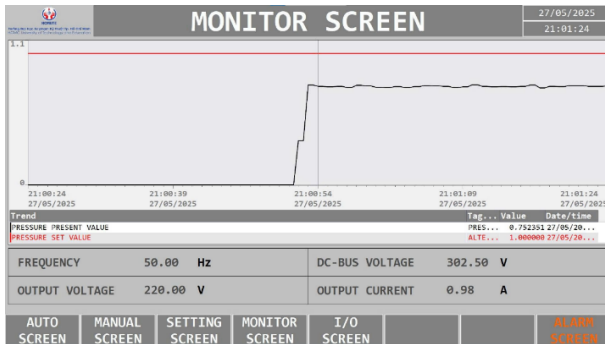 MONITOR SCREEN
27/05/2025
21:01:24
1.1
0
21:00:24 21:00:39 21:00:54 21:01:09 21:01:24
27/05/2025 27/05/2025 27/05/2025 27/05/2025 27/05/202
Trend Tag... Value Date/time
PRESSURE PRESENT VALUE PRES... 0.752351 27/05/20...
PRESSURE SET VALUE ALTE... 1.000000 27/05/20...
FREQUENCY 50.00 Hz DC-BUS VOLTAGE 302.50 V
OUTPUT VOLTAGE 220.00 V OUTPUT CURRENT 0.98 A
AUTO SCREEN
MANUAL SCREEN
SETTING SCREEN
MONITOR SCREEN
I/O SCREEN
ALARM SCREEN